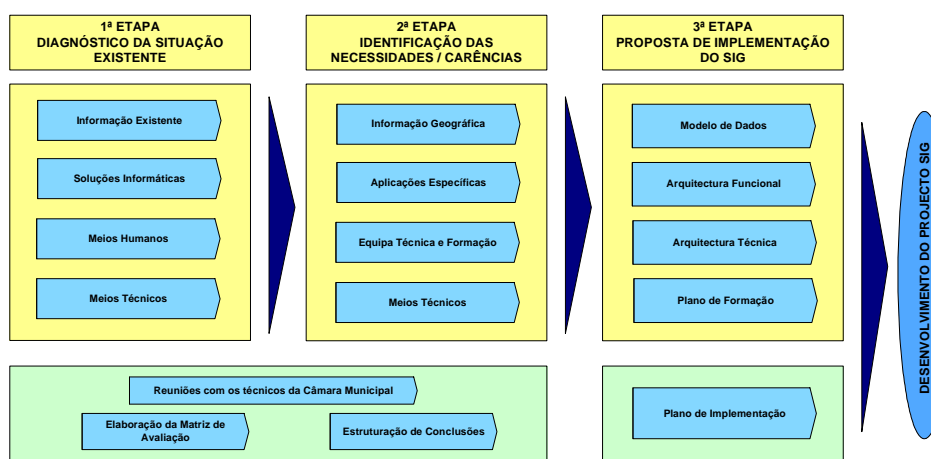 1ª ETAPA
DIAGNÓSTICO DA SITUAÇÃO
EXISTENTE
2ª ETAPA
IDENTIFICAÇÃO DAS
NECESSIDADES / CARÊNCIAS
3ª ETAPA
PROPOSTA DE IMPLEMENTAÇÃO
DO SIG
Informação Existente
Soluções Informáticas
Meios Humanos
Meios Técnicos
Informação Geográfica
Aplicações Específicas
Equipa Técnica e Formação
Meios Técnicos
Modelo de Dados
Arquitectura Funcional
Arquitectura Técnica
Plano de Formação
Reuniões com os técnicos da Câmara Municipal
Elaboração da Matriz de
Avaliação
Estruturação de Conclusões
Plano de Implementação
DESENVOLVIMENTO DO PROJECTO SIG